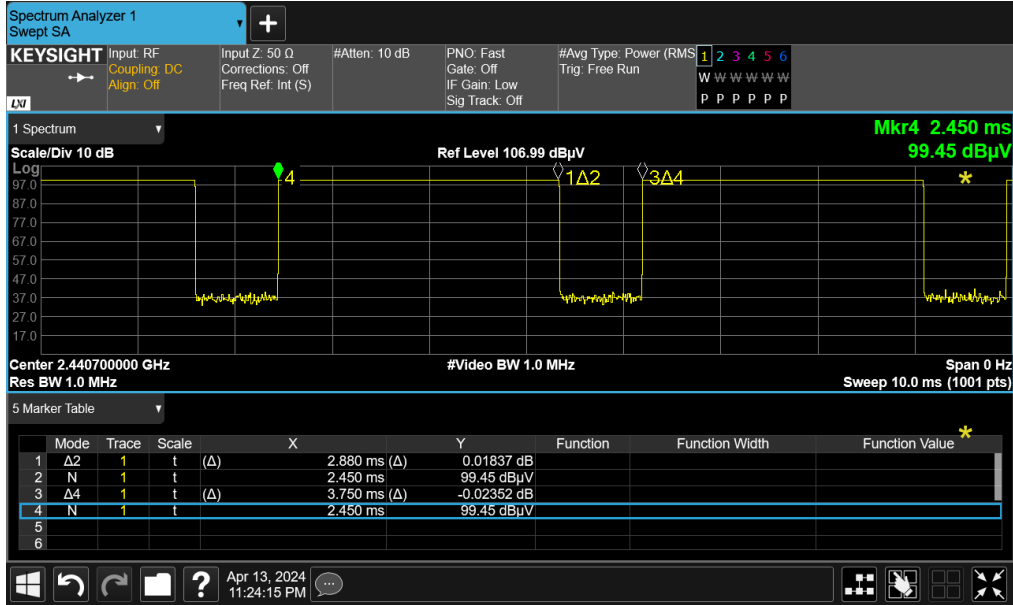 Spectrum Analyzer 1
Swept SA
+
KEYSIGHT Input: RF Input Z: 50 Ω #Atten: 10 dB PNO: Fast #Avg Type: Power (RMS 1 2 3 4 5 6
Coupling: DC Corrections: Off Gate: Off Trig: Free Run W W W W W W
Align: Off Freq Ref: Int (S) IF Gain: Low
LXI Sig Track: Off P P P P P P
1 Spectrum Mkr4 2.450 ms
Scale/Div 10 dB Ref Level 106.99 dBµV 99.45 dBµV
Log 4 1Δ2 3Δ4 *
97.0
87.0
77.0
67.0
57.0
47.0
37.0
27.0
17.0
Center 2.440700000 GHz #Video BW 1.0 MHz Span 0 Hz
Res BW 1.0 MHz Sweep 10.0 ms (1001 pts)
5 Marker Table *
Mode Trace Scale X Y Function Function Width Function Value
1 Δ2 1 t (Δ) 2.880 ms (Δ) 0.01837 dB
2 N 1 t 2.450 ms 99.45 dBµV
3 Δ4 1 t (Δ) 3.750 ms (Δ) -0.02352 dB
4 N 1 t 2.450 ms 99.45 dBµV
5
6
? Apr 13, 2024
11:24:15 PM